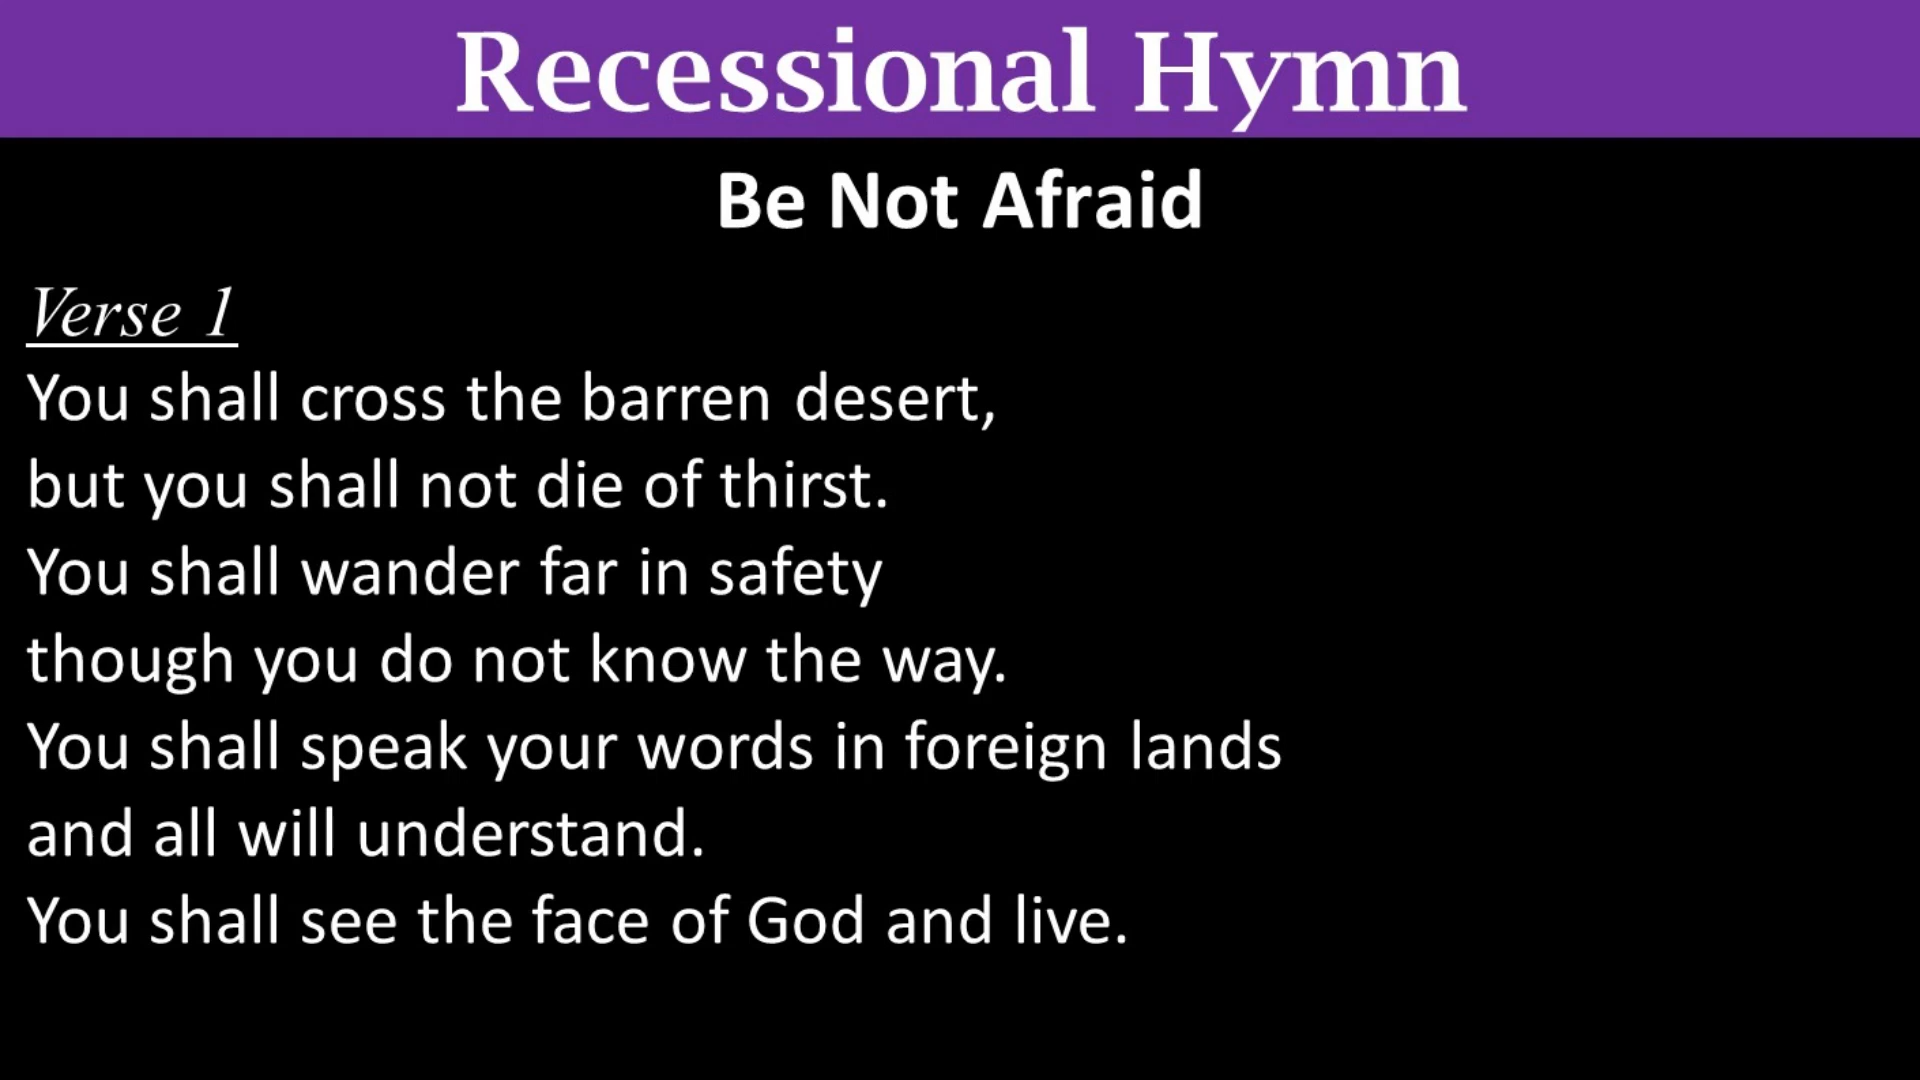 Recessional Hymn
Be Not Afraid
Verse 1
You shall cross the barren desert,
but you shall not die of thirst.
You shall wander far in safety
though you do not know the way.
You shall speak your words in foreign lands
and all will understand.
You shall see the face of God and live.